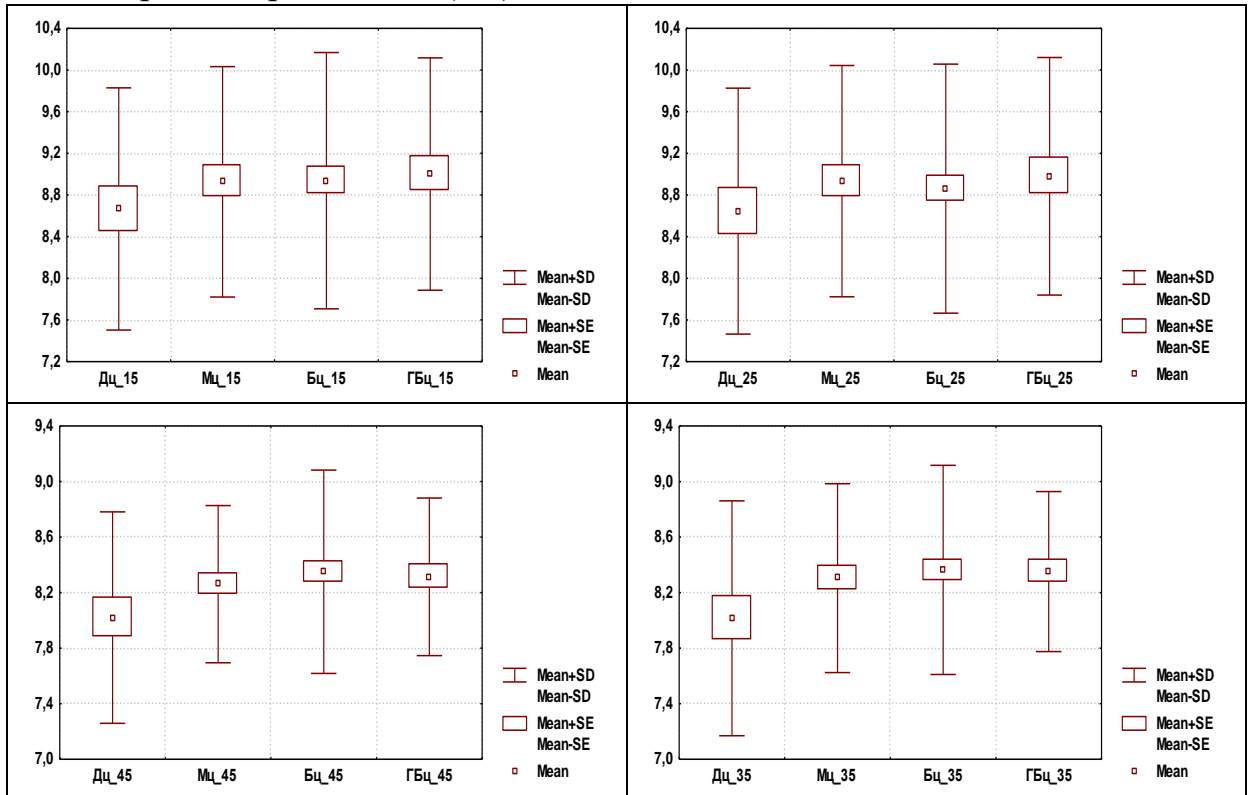 10,4
10,0
9,6
9,2
8,8
8,4
8,0
7,6
7,2
Дц_15 Мц_15 Бц_15 ГБц_15
Mean+SD
Mean-SD
Mean+SE
Mean-SE
Mean
10,4
10,0
9,6
9,2
8,8
8,4
8,0
7,6
7,2
Дц_25 Мц_25 Бц_25 ГБц_25
Mean+SD
Mean-SD
Mean+SE
Mean-SE
Mean
9,4
9,0
8,6
8,2
7,8
7,4
7,0
Дц_45 Мц_45 Бц_45 ГБц_45
Mean+SD
Mean-SD
Mean+SE
Mean-SE
Mean
9,4
9,0
8,6
8,2
7,8
7,4
7,0
Дц_35 Мц_35 Бц_35 ГБц_35
Mean+SD
Mean-SD
Mean+SE
Mean-SE
Mean